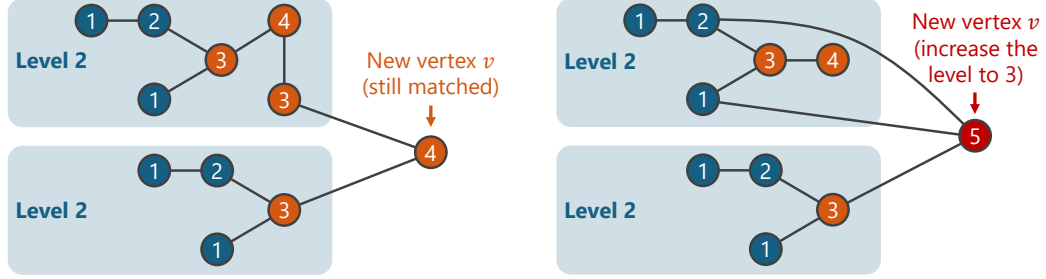 1 2 4
Level 2
3
1 3
New vertex v
(still matched)
4
1 2
Level 2
3
1
1 2
Level 2
3 4
1
New vertex v
(increase the
level to 3)
5
1 2
Level 2
3
1